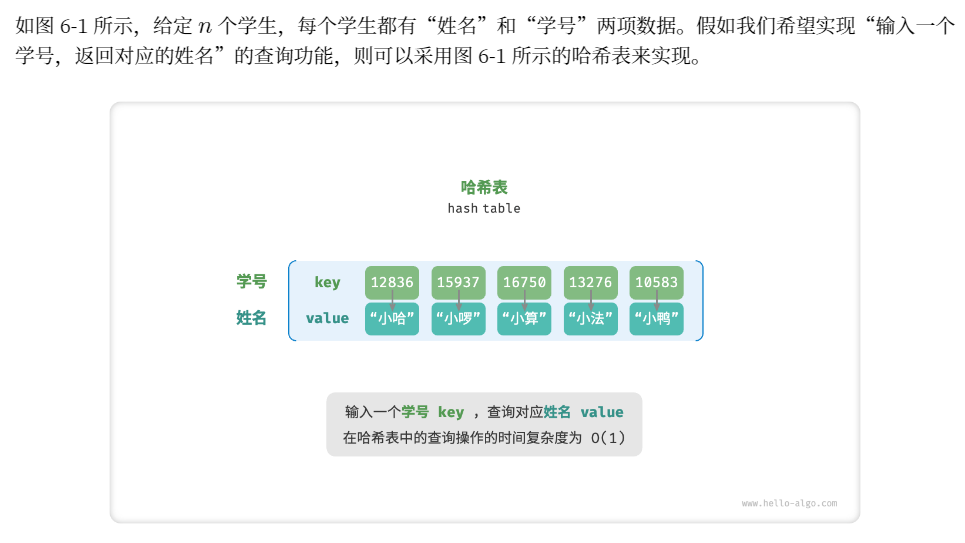 如图 6-1 所示，给定 n 个学生，每个学生都有“姓名”和“学号”两项数据。假如我们希望实现“输入一个
学号，返回对应的姓名”的查询功能，则可以采用图 6-1 所示的哈希表来实现。
哈希表
hash table
学号 key 12836 15937 16750 13276 10583
姓名 value “小哈” “小啰” “小算” “小法” “小鸭”
输入一个学号 key ，查询对应姓名 value
在哈希表中的查询操作的时间复杂度为 O(1)
www.hello-algo.com